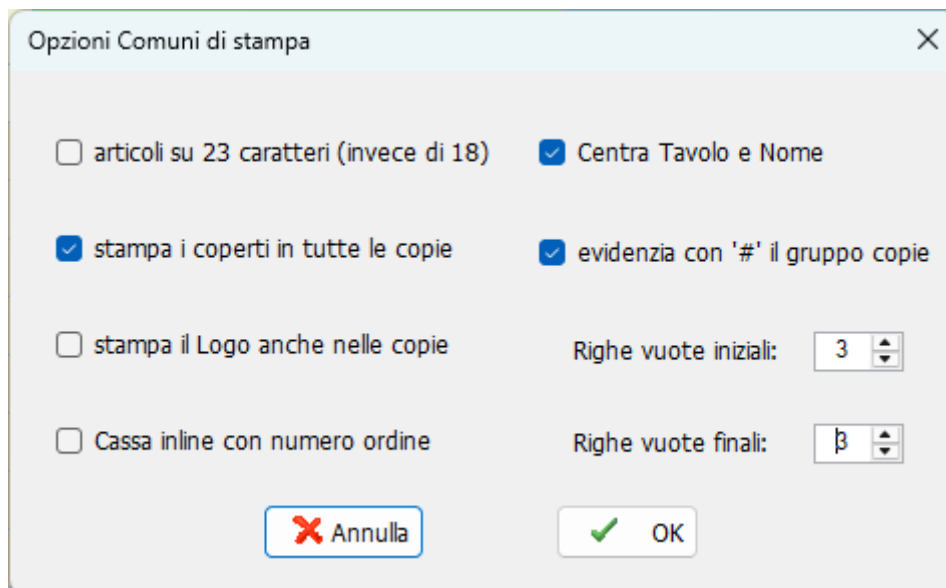 Opzioni Comuni di stampa
articoli su 23 caratteri (invece di 18)
Centra Tavolo e Nome
stampa i coperti in tutte le copie
evidenzia con '#' il gruppo copie
stampa il Logo anche nelle copie
Righe vuote iniziali: 3
Cassa inline con numero ordine
Righe vuote finali: 3
Annulla
OK